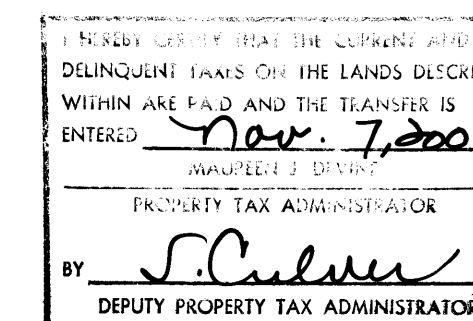 I HEREBY CERTIFY THAT THE CURRENT AND
DELINQUENT TAXES ON THE LANDS DESCRI
WITHIN ARE PAID AND THE TRANSFER IS
ENTERED Nov. 7, 200
MAUREEN J. DEVINE
PROPERTY TAX ADMINISTRATOR
BY S. Culver
DEPUTY PROPERTY TAX ADMINISTRATOR